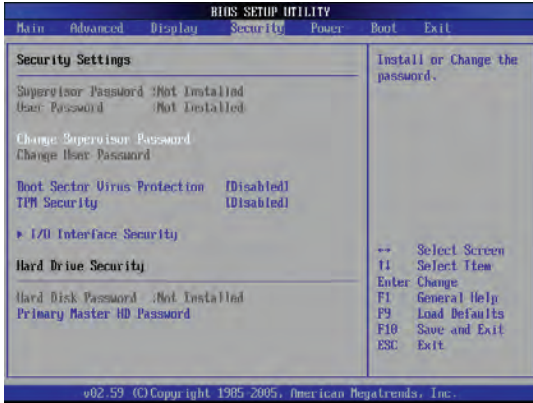 BIOS SETUP UTILITY
Main Advanced Display Security Power Boot Exit
Security Settings
Supervisor Password :Not Installed
User Password :Not Installed
Change Supervisor Password
Change User Password
Boot Sector Virus Protection [Disabled]
TPM Security [Disabled]
▶ I/O Interface Security
Hard Drive Security
Hard Disk Password :Not Installed
Primary Master HD Password
Install or Change the
password.
↔ Select Screen
↑↓ Select Item
Enter Change
F1 General Help
F9 Load Defaults
F10 Save and Exit
ESC Exit
v02.59 (C)Copyright 1985-2005, American Megatrends, Inc.